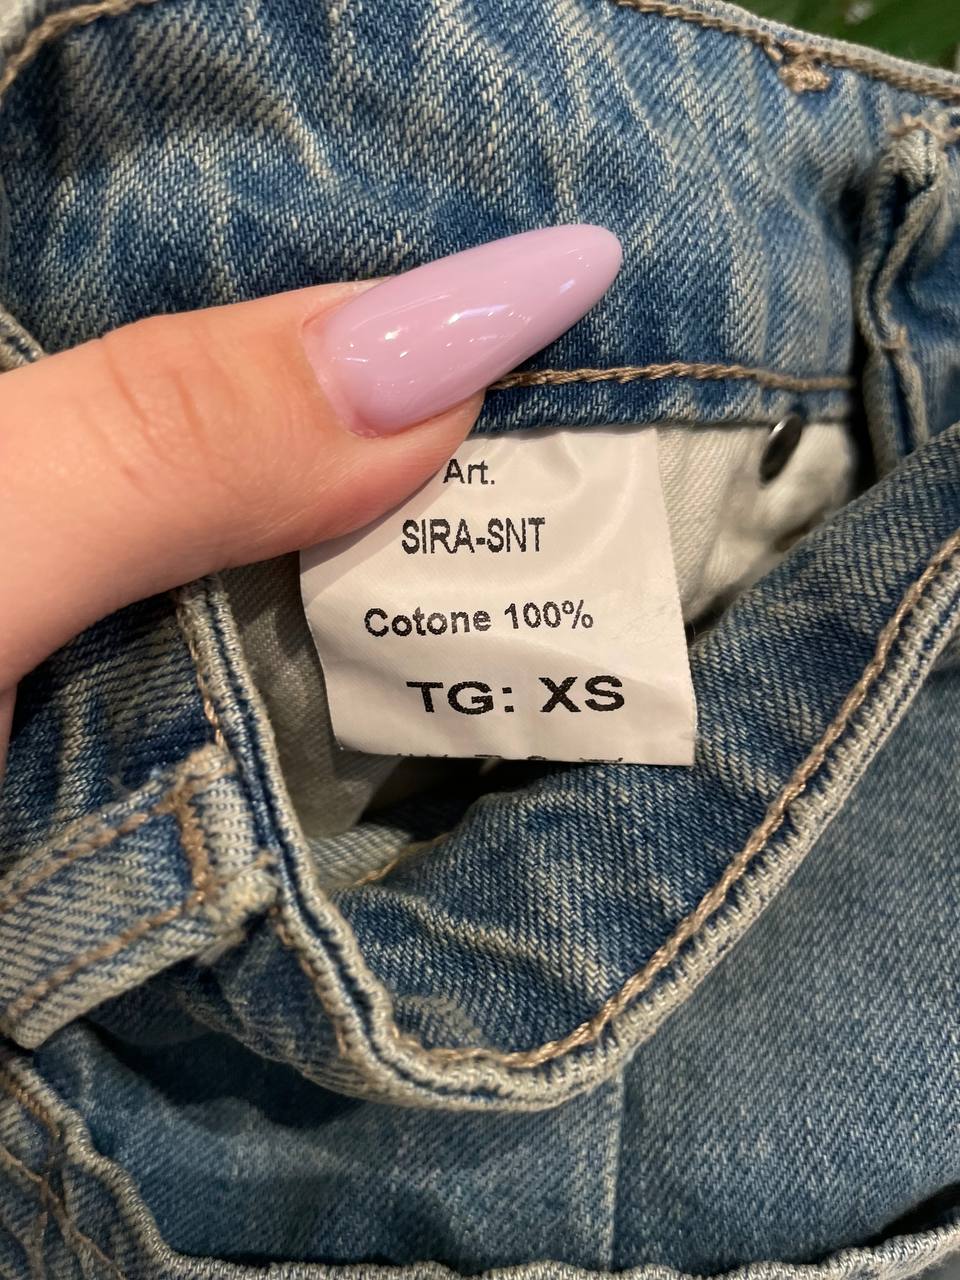 Art.
SIRA-SNT
Cotone 100%
TG: XS